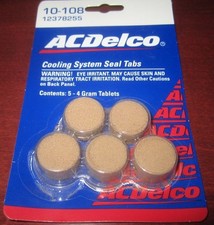 10-108
12378255
ACDelco
Cooling System Seal Tabs
WARNING! EYE IRRITANT. MAY CAUSE SKIN AND
RESPIRATORY TRACT IRRITATION. Read Other Cautions
on Back Panel.
Contents: 5 - 4 Gram Tablets